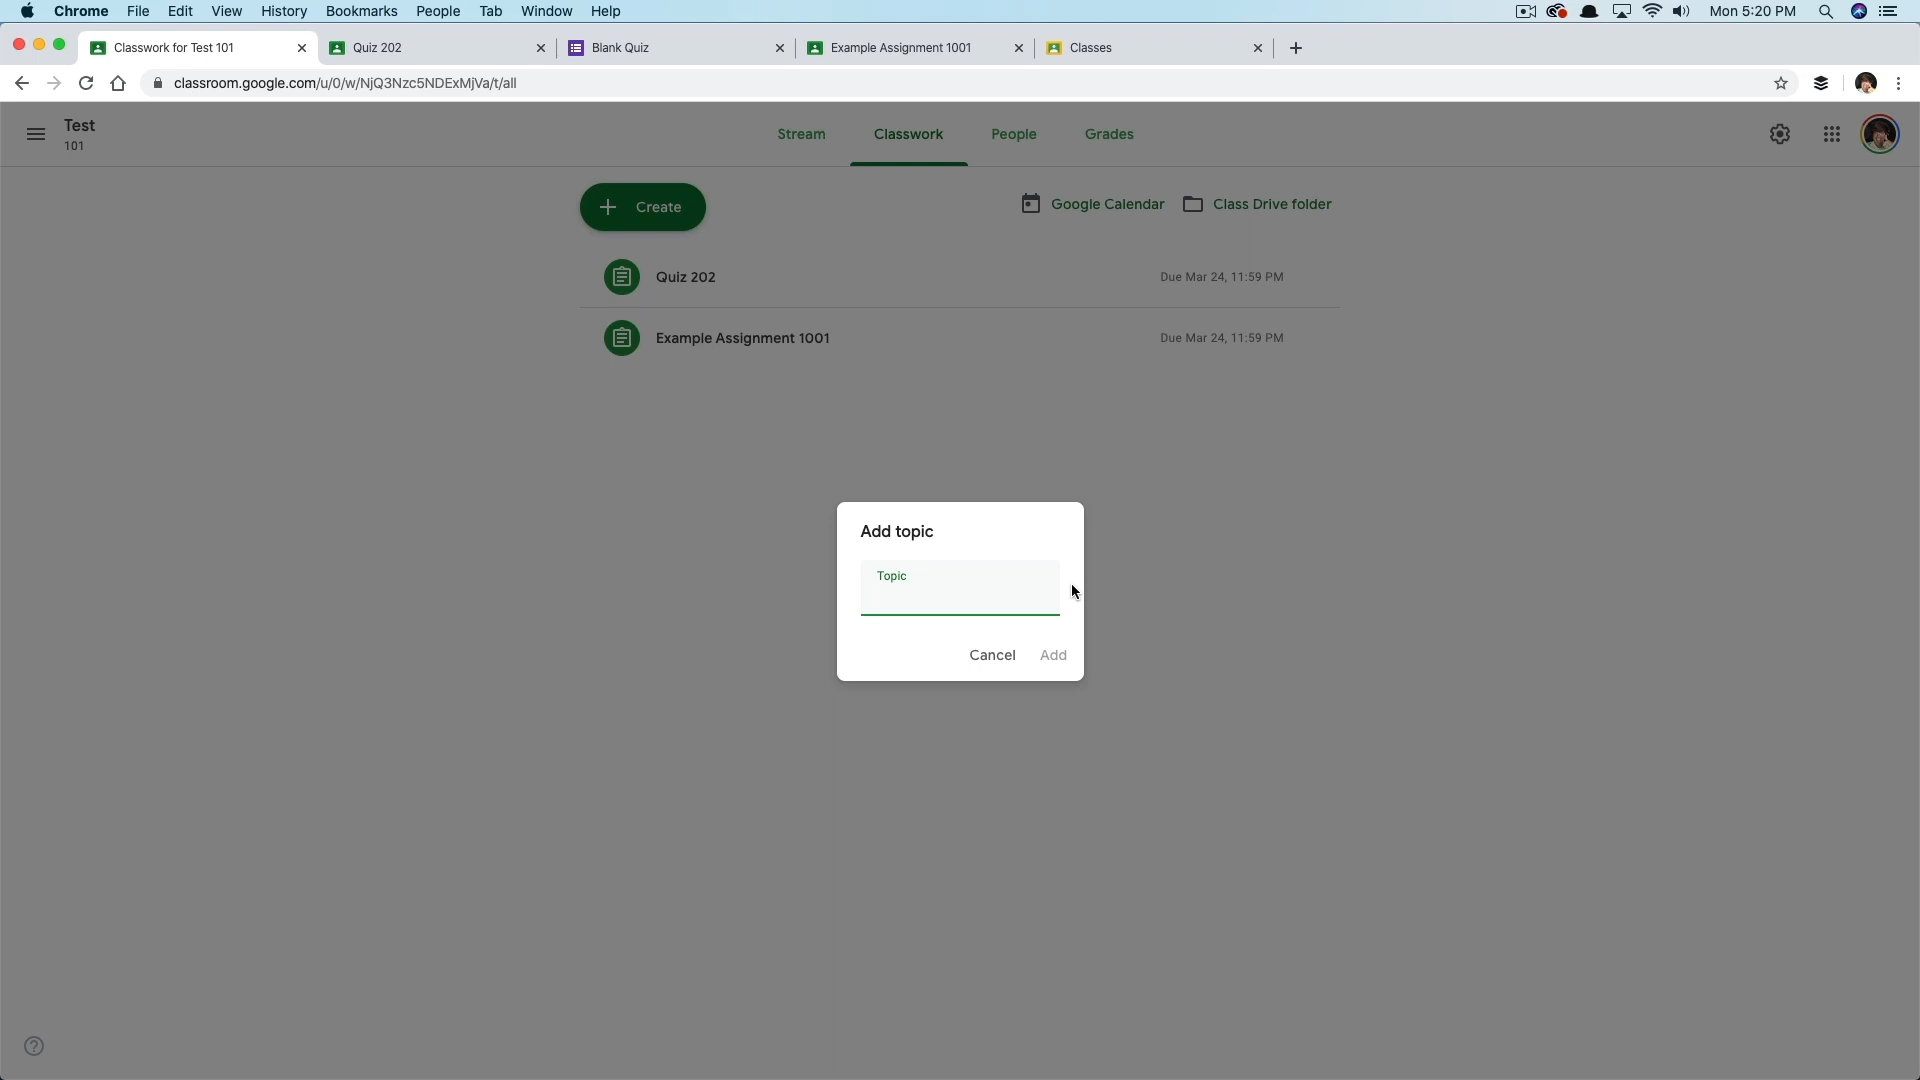 Chrome File Edit View History Bookmarks People Tab Window Help Mon 5:20 PM
Classwork for Test 101 Quiz 202 Blank Quiz Example Assignment 1001 Classes
classroom.google.com/u/0/w/NjQ3Nzc5NDExMjVa/t/all
Test
101
Stream Classwork People Grades
Create
Google Calendar Class Drive folder
Quiz 202 Due Mar 24, 11:59 PM
Example Assignment 1001 Due Mar 24, 11:59 PM
Add topic
Topic
Cancel Add